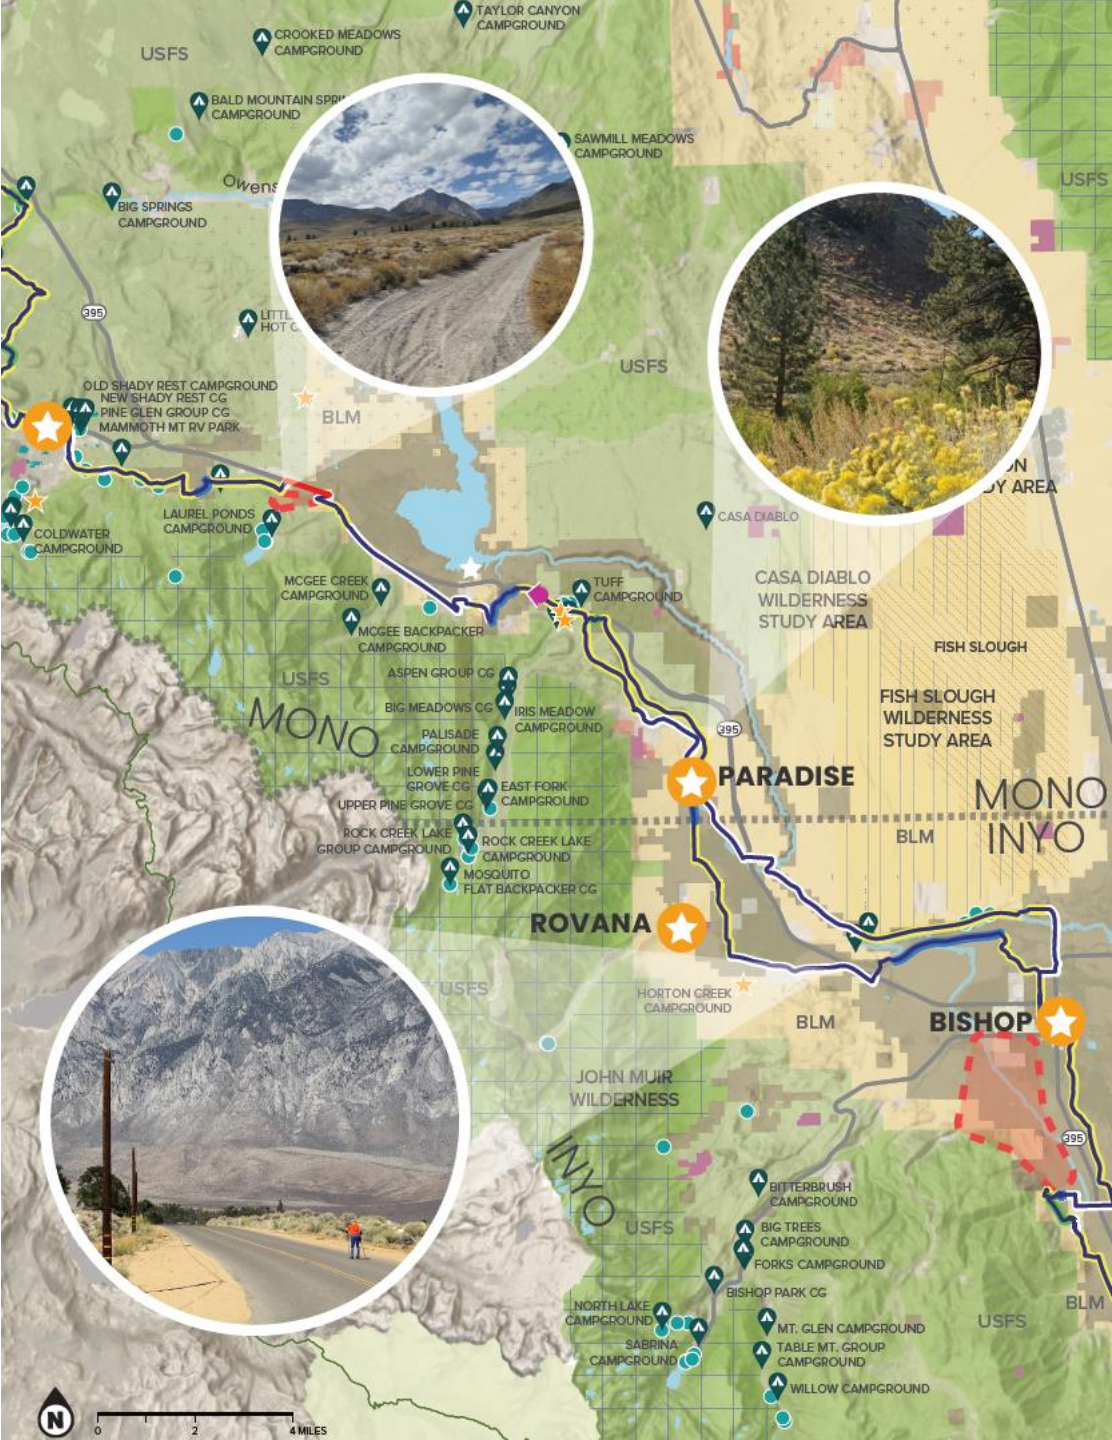 TAYLOR CANYON
CAMPGROUND
CROOKED MEADOWS
CAMPGROUND
USFS
BALD MOUNTAIN
CAMPGROUND
SAWMILL MEADOWS
CAMPGROUND
USFS
Owens
BIG SPRINGS
CAMPGROUND
395
HOT
USFS
OLD SHADY REST CAMPGROUND
NEW SHADY REST CG
PINE GLEN GROUP CG
MAMMOTH MT RV PARK
BLM
DY AREA
LAUREL PONDS
CAMPGROUND
CASA DIABLO
COLDWATER
CAMPGROUND
MCGEE CREEK
CAMPGROUND
TUFF
CAMPGROUND
CASA DIABLO
WILDERNESS
STUDY AREA
MCGEE BACKPACKER
CAMPGROUND
FISH SLOUGH
ASPEN GROUP CG
USFS
BIG MEADOWS CG
IRIS MEADOW
CAMPGROUND
FISH SLOUGH
WILDERNESS
STUDY AREA
MONO
395
PALISADE
CAMPGROUND
LOWER PINE
GROVE CG
EAST FORK
CAMPGROUND
PARADISE
UPPER PINE GROVE CG
MONO
INYO
BLM
ROCK CREEK LAKE
GROUP CAMPGROUND
ROCK CREEK LAKE
CAMPGROUND
MOSQUITO
FLAT BACKPACKER CG
ROVANA
USFS
HORTON CREEK
CAMPGROUND
BLM
BISHOP
JOHN MUIR
WILDERNESS
395
INYO
BITTERBRUSH
CAMPGROUND
USFS
BIG TREES
CAMPGROUND
FORKS CAMPGROUND
BISHOP PARK CG
BLM
NORTH LAKE
CAMPGROUND
MT. GLEN CAMPGROUND
USFS
SABRINA
CAMPGROUND
TABLE MT. GROUP
CAMPGROUND
WILLOW CAMPGROUND
N
0 2 4 MILES